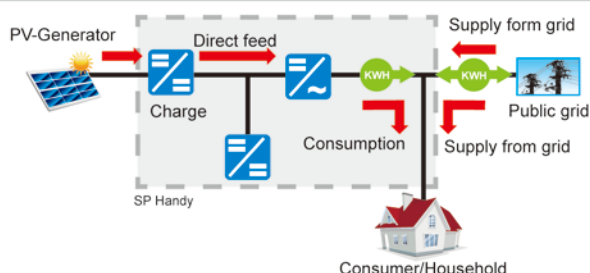 PV-Generator
Direct feed
Supply form grid
KWH
KWH
Charge
Public grid
Consumption
Supply from grid
SP Handy
Consumer/Household